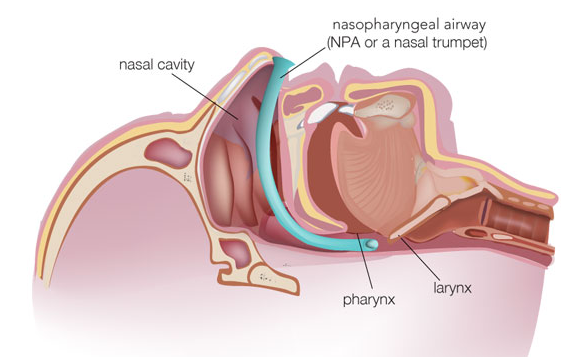 nasopharyngeal airway
(NPA or a nasal trumpet)
nasal cavity
pharynx
larynx